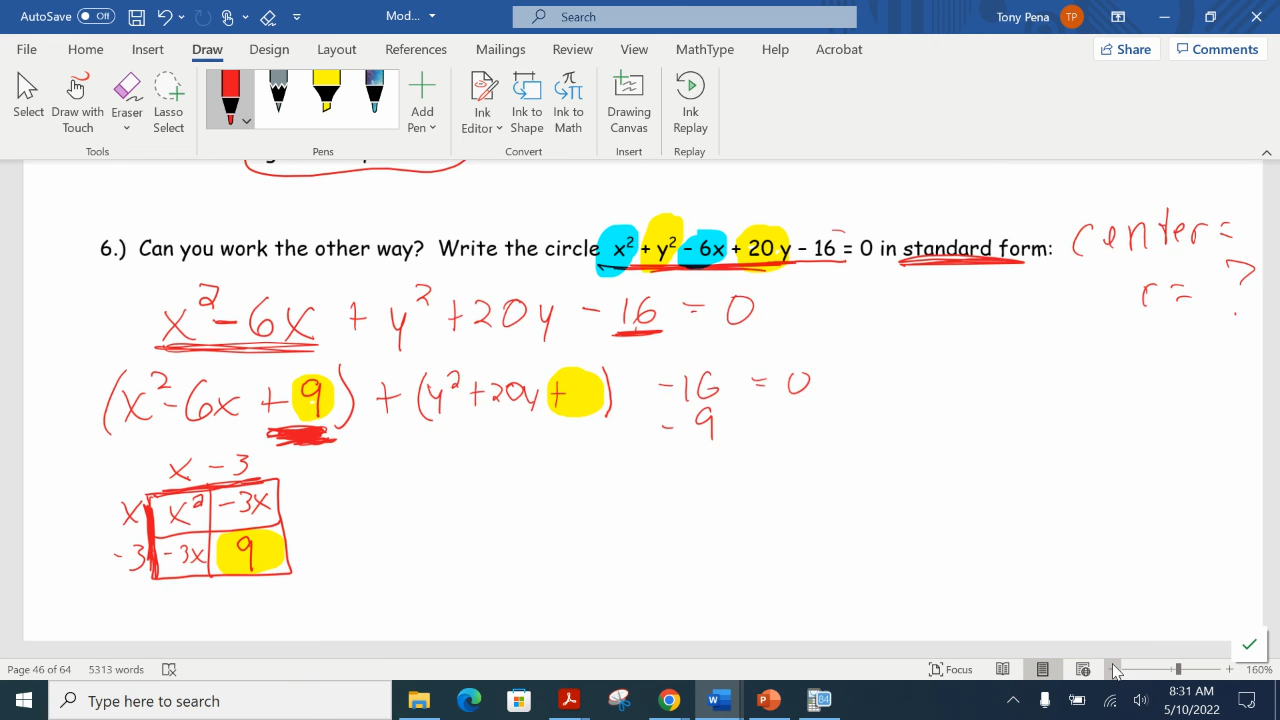 AutoSave Off Mod... Search Tony Pena TP
File Home Insert Draw Design Layout References Mailings Review View MathType Help Acrobat Share Comments
Select Draw with Touch Eraser Lasso Select Add Pen Ink Editor Ink to Shape Ink to Math Drawing Canvas Ink Replay
Tools Pens Convert Insert Replay
6.) Can you work the other way? Write the circle x² + y² - 6x + 20y - 16 = 0 in standard form:
center =
r = ?
x² - 6x + y² + 20y - 16 = 0
(x² - 6x + 9) + (y² + 20y + ) - 16 = 0
- 9
x - 3
x x² -3x
-3 -3x 9
Page 46 of 64 5313 words Focus 160%
Type here to search 8:31 AM
5/10/2022